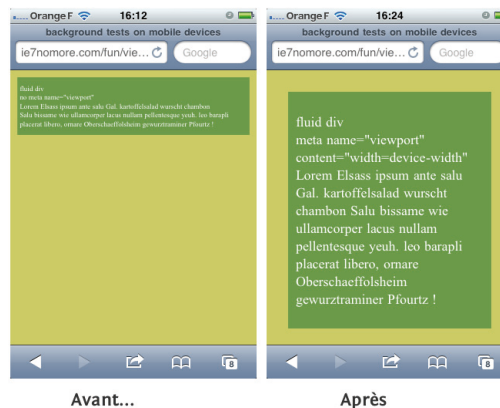 Orange F 16:12
background tests on mobile devices
ie7nomore.com/fun/vie... Google
fluid div
no meta name="viewport"
Lorem Elsass ipsum ante salu Gal. kartoffelsalad wurscht chambon
Salu bissame wie ullamcorper lacus nullam pellentesque yeuh. leo barapli
placerat libero, ornare Oberschaeffolsheim gewurztraminer Pfourtz !
8
Avant...
Orange F 16:24
background tests on mobile devices
ie7nomore.com/fun/vie... Google
fluid div
meta name="viewport"
content="width=device-width"
Lorem Elsass ipsum ante salu
Gal. kartoffelsalad wurscht
chambon Salu bissame wie
ullamcorper lacus nullam
pellentesque yeuh. leo barapli
placerat libero, ornare
Oberschaeffolsheim
gewurztraminer Pfourtz !
8
Après